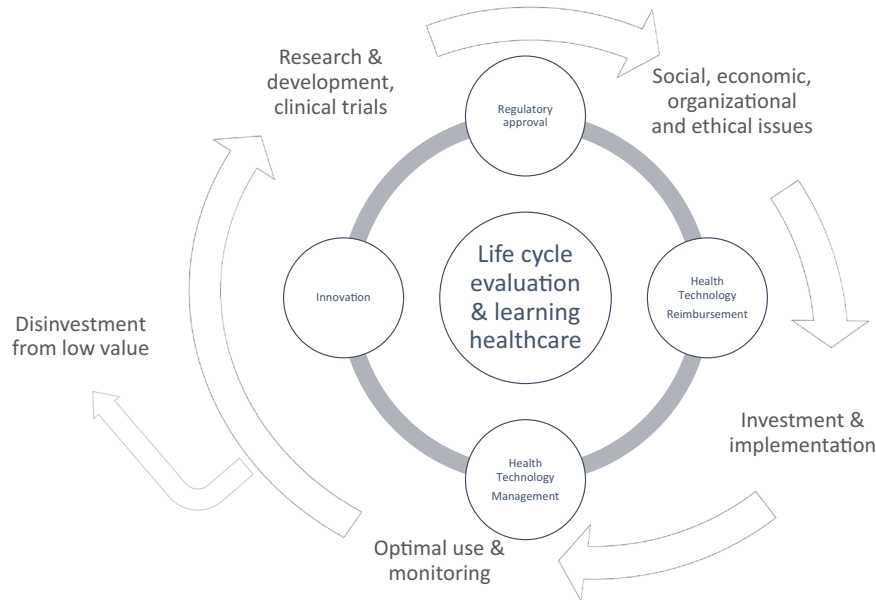 Research &
development,
clinical trials
Regulatory
approval
Social, economic,
organizational
and ethical issues
Innovation
Life cycle
evaluation
& learning
healthcare
Health
Technology
Reimbursement
Disinvestment
from low value
Investment &
implementation
Health
Technology
Management
Optimal use &
monitoring